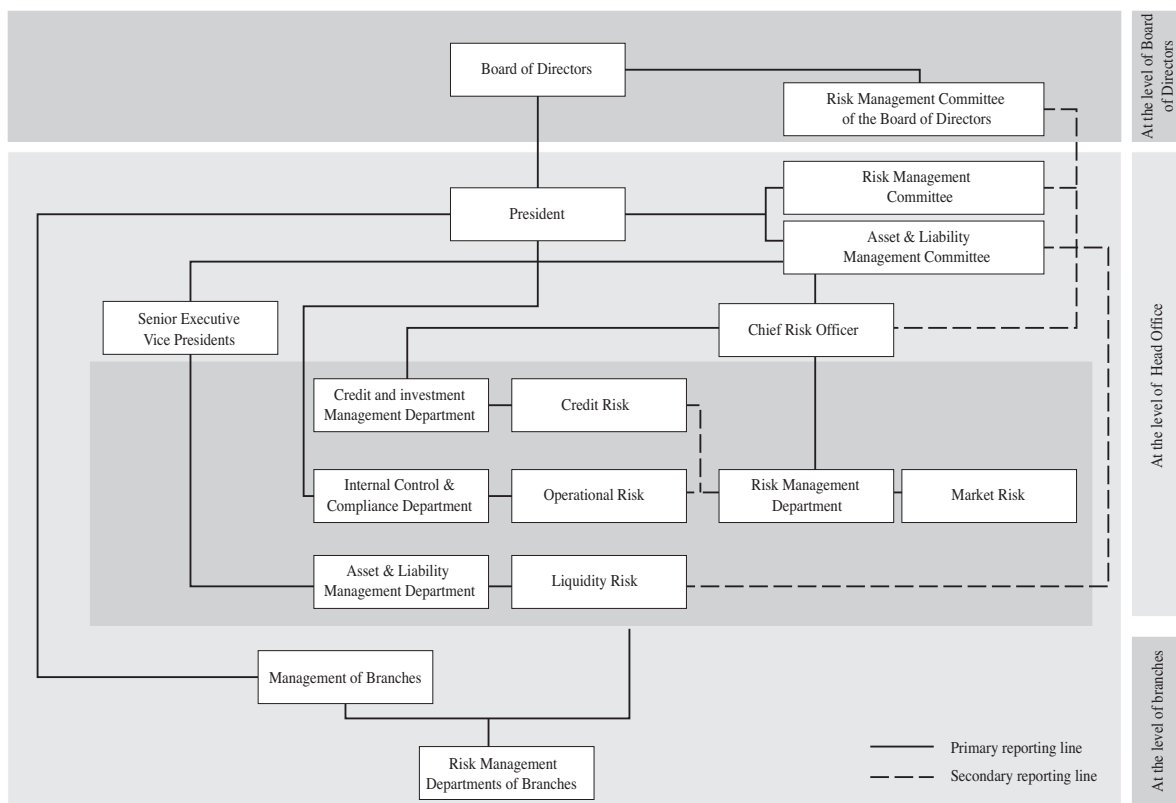 Board of Directors
Risk Management Committee
of the Board of Directors
At the level of Board
of Directors
Risk Management
Committee
President
Asset & Liability
Management Committee
Senior Executive
Vice Presidents
Chief Risk Officer
At the level of Head Office
Credit and investment
Management Department
Credit Risk
Internal Control &
Compliance Department
Operational Risk
Risk Management
Department
Market Risk
Asset & Liability
Management Department
Liquidity Risk
Management of Branches
Risk Management
Departments of Branches
Primary reporting line
Secondary reporting line
At the level of branches